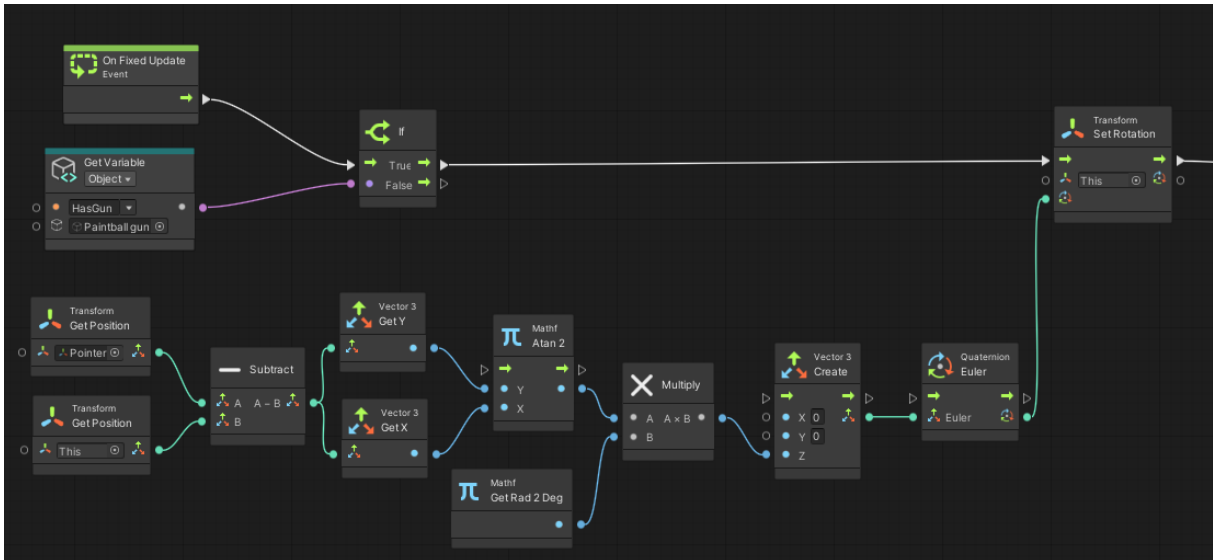 On Fixed Update
Event
Get Variable
Object
HasGun
Paintball gun
If
True
False
Transform
Set Rotation
This
Transform
Get Position
Pointer
Transform
Get Position
This
Subtract
A A – B
B
Vector 3
Get Y
Vector 3
Get X
Mathf
Atan 2
Y
X
Mathf
Get Rad 2 Deg
Multiply
A A × B
B
Vector 3
Create
X 0
Y 0
Z
Quaternion
Euler
Euler